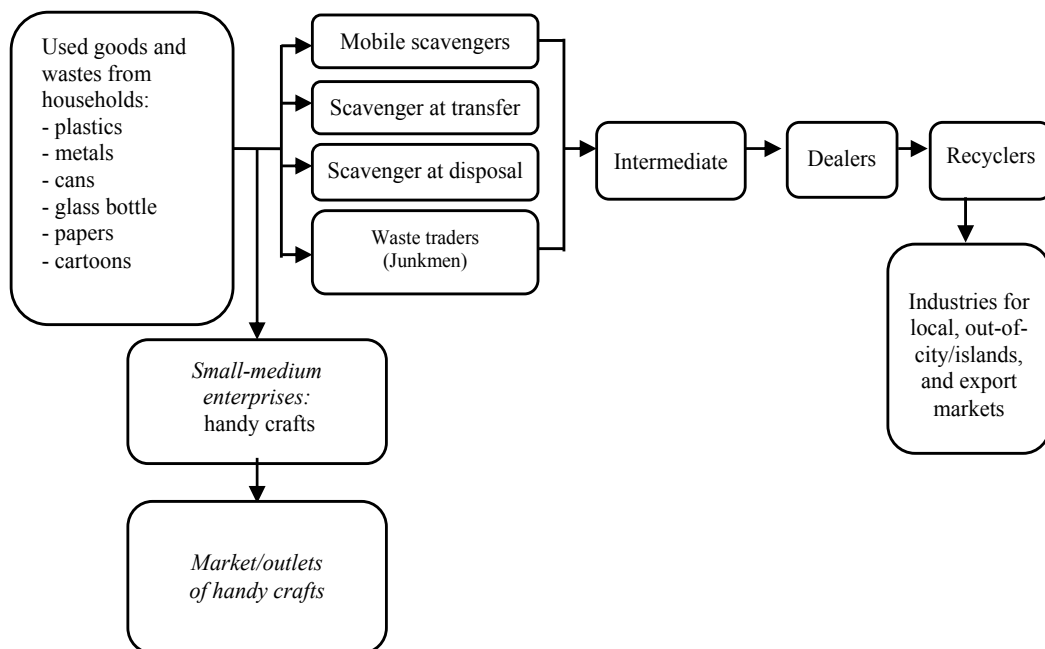 Used goods and
wastes from
households:
- plastics
- metals
- cans
- glass bottle
- papers
- cartoons
Mobile scavengers
Scavenger at transfer
Scavenger at disposal
Waste traders
(Junkmen)
Intermediate
Dealers
Recyclers
Industries for
local, out-of-
city/islands,
and export
markets
Small-medium
enterprises:
handy crafts
Market/outlets
of handy crafts